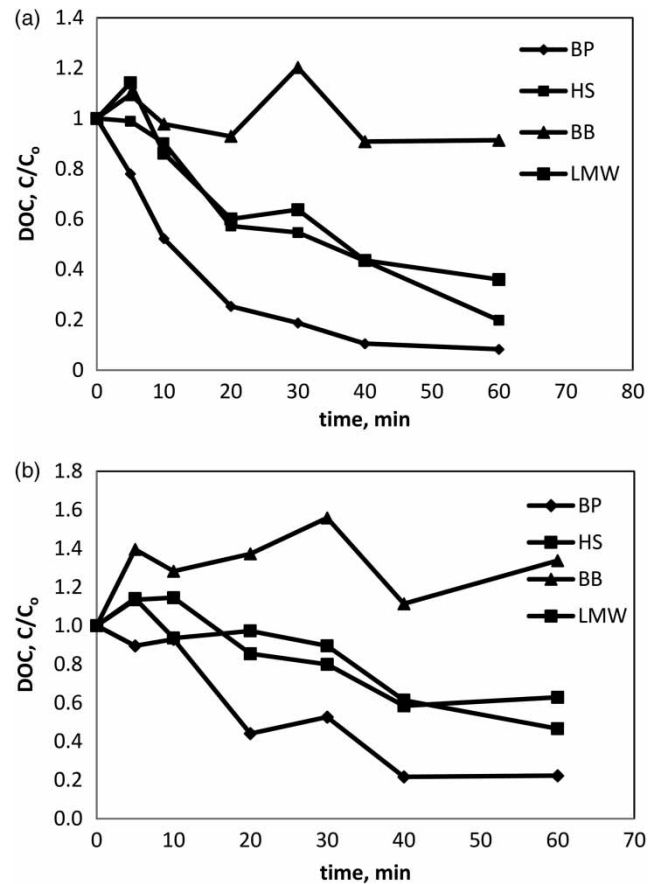 (a)
1.4
1.2
1
0.8
0.6
0.4
0.2
0
DOC, C/Co
0 10 20 30 40 50 60 70 80
time, min
BP
HS
BB
LMW
(b)
1.8
1.6
1.4
1.2
1.0
0.8
0.6
0.4
0.2
0.0
DOC, C/Co
0 10 20 30 40 50 60 70
time, min
BP
HS
BB
LMW